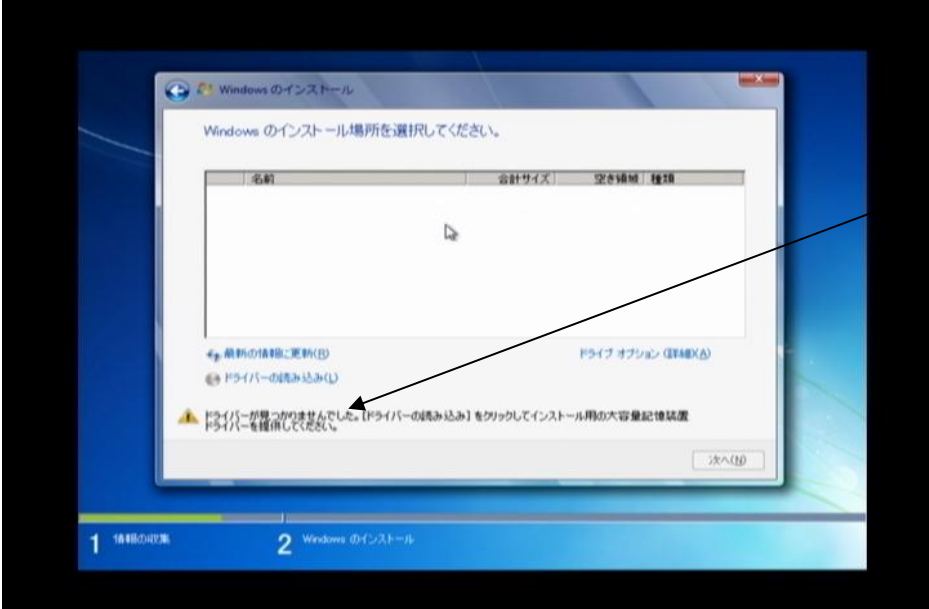 Windows のインストール
Windows のインストール場所を選択してください。
名前 合計サイズ 空き領域 種類
最新の情報に更新(R) ドライブ オプション (詳細)(A)
ドライバーの読み込み(L)
ドライバーが見つかりませんでした。[ドライバーの読み込み] をクリックしてインストール用の大容量記憶装置
ドライバーを提供してください。
次へ(N)
1 情報の収集 2 Windows のインストール